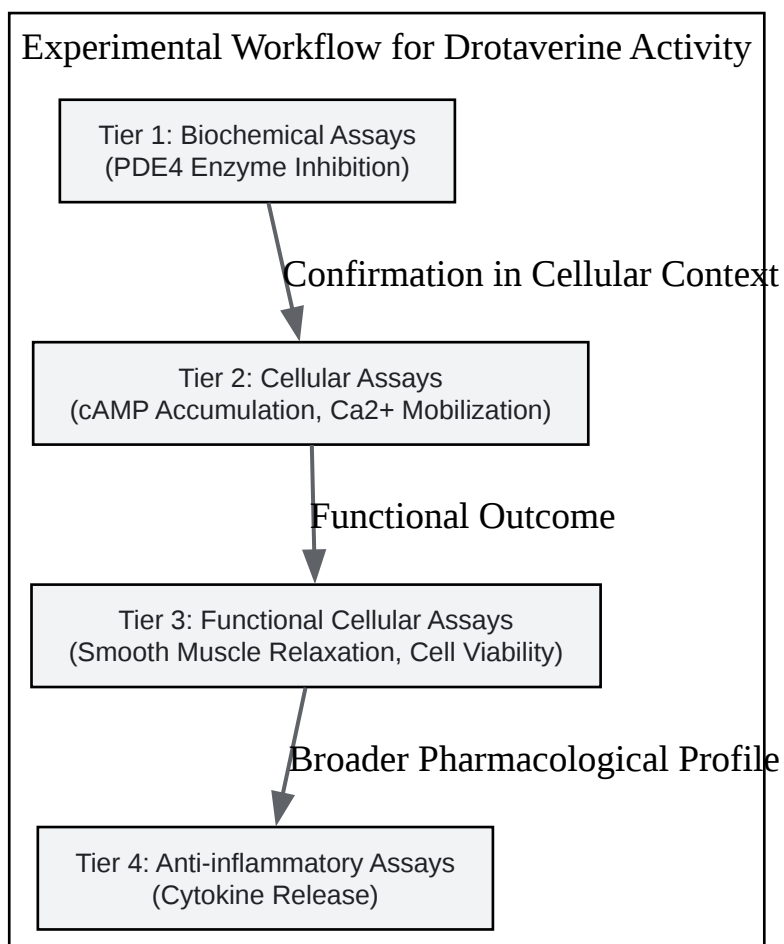 Experimental Workflow for Drotaverine Activity
Tier 1: Biochemical Assays
(PDE4 Enzyme Inhibition)
Confirmation in Cellular Context
Tier 2: Cellular Assays
(cAMP Accumulation, Ca2+ Mobilization)
Functional Outcome
Tier 3: Functional Cellular Assays
(Smooth Muscle Relaxation, Cell Viability)
Broader Pharmacological Profile
Tier 4: Anti-inflammatory Assays
(Cytokine Release)